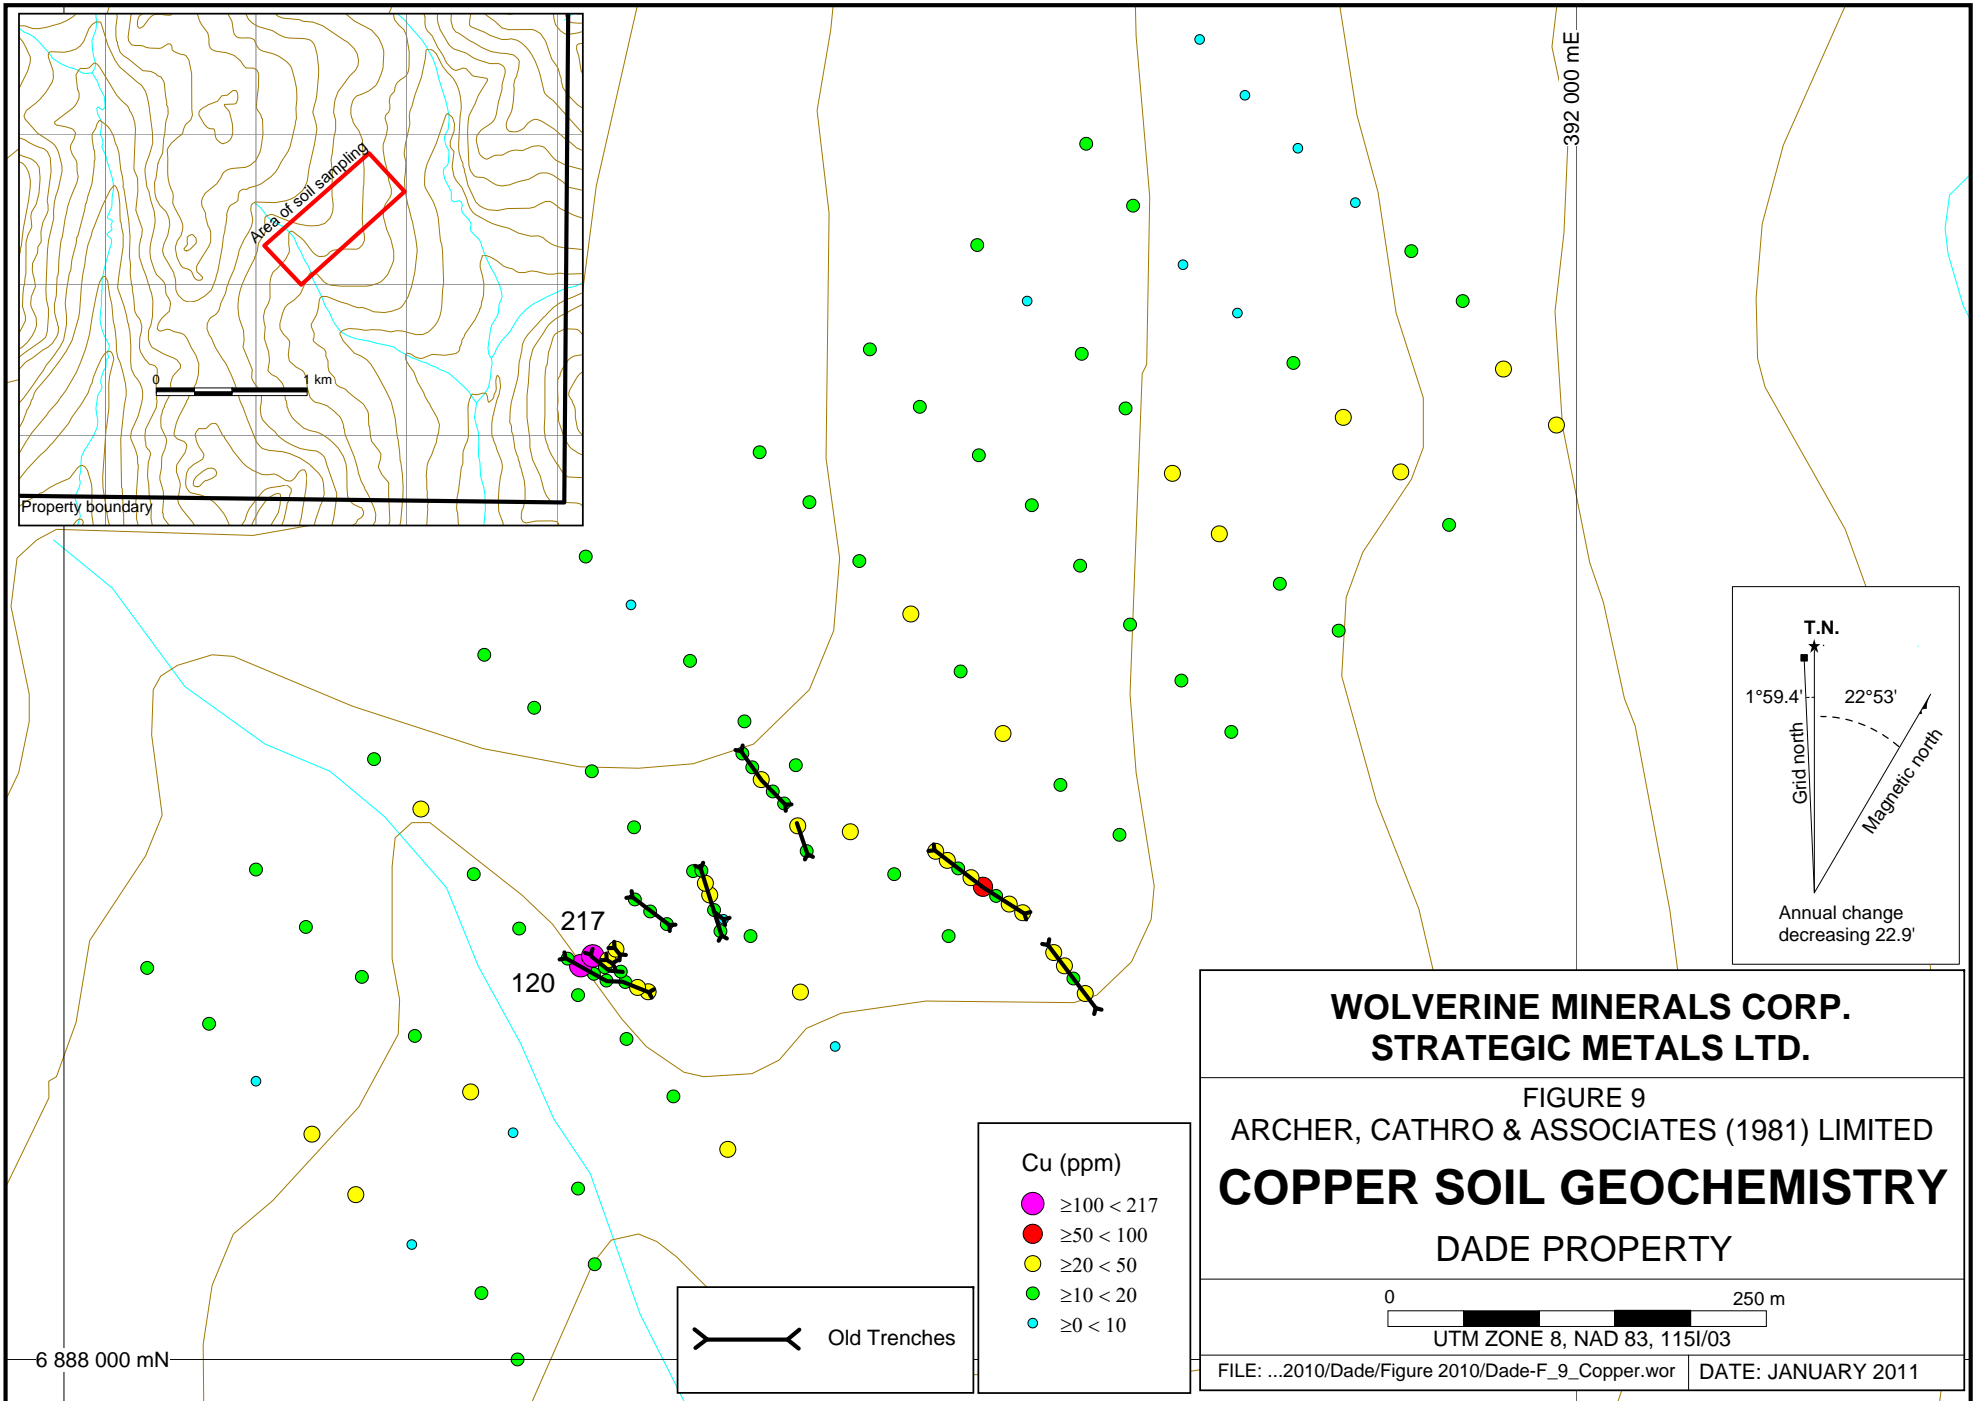 Area of soil sampling
0 1 km
Property boundary
392 000 mE
T.N.
1°59.4' 22°53'
Grid north
Magnetic north
Annual change
decreasing 22.9'
217
120
Cu (ppm)
≥100 < 217
≥50 < 100
≥20 < 50
≥10 < 20
≥0 < 10
Old Trenches
6 888 000 mN
WOLVERINE MINERALS CORP.
STRATEGIC METALS LTD.
FIGURE 9
ARCHER, CATHRO & ASSOCIATES (1981) LIMITED
COPPER SOIL GEOCHEMISTRY
DADE PROPERTY
0 250 m
UTM ZONE 8, NAD 83, 115I/03
FILE: ...2010/Dade/Figure 2010/Dade-F_9_Copper.wor DATE: JANUARY 2011